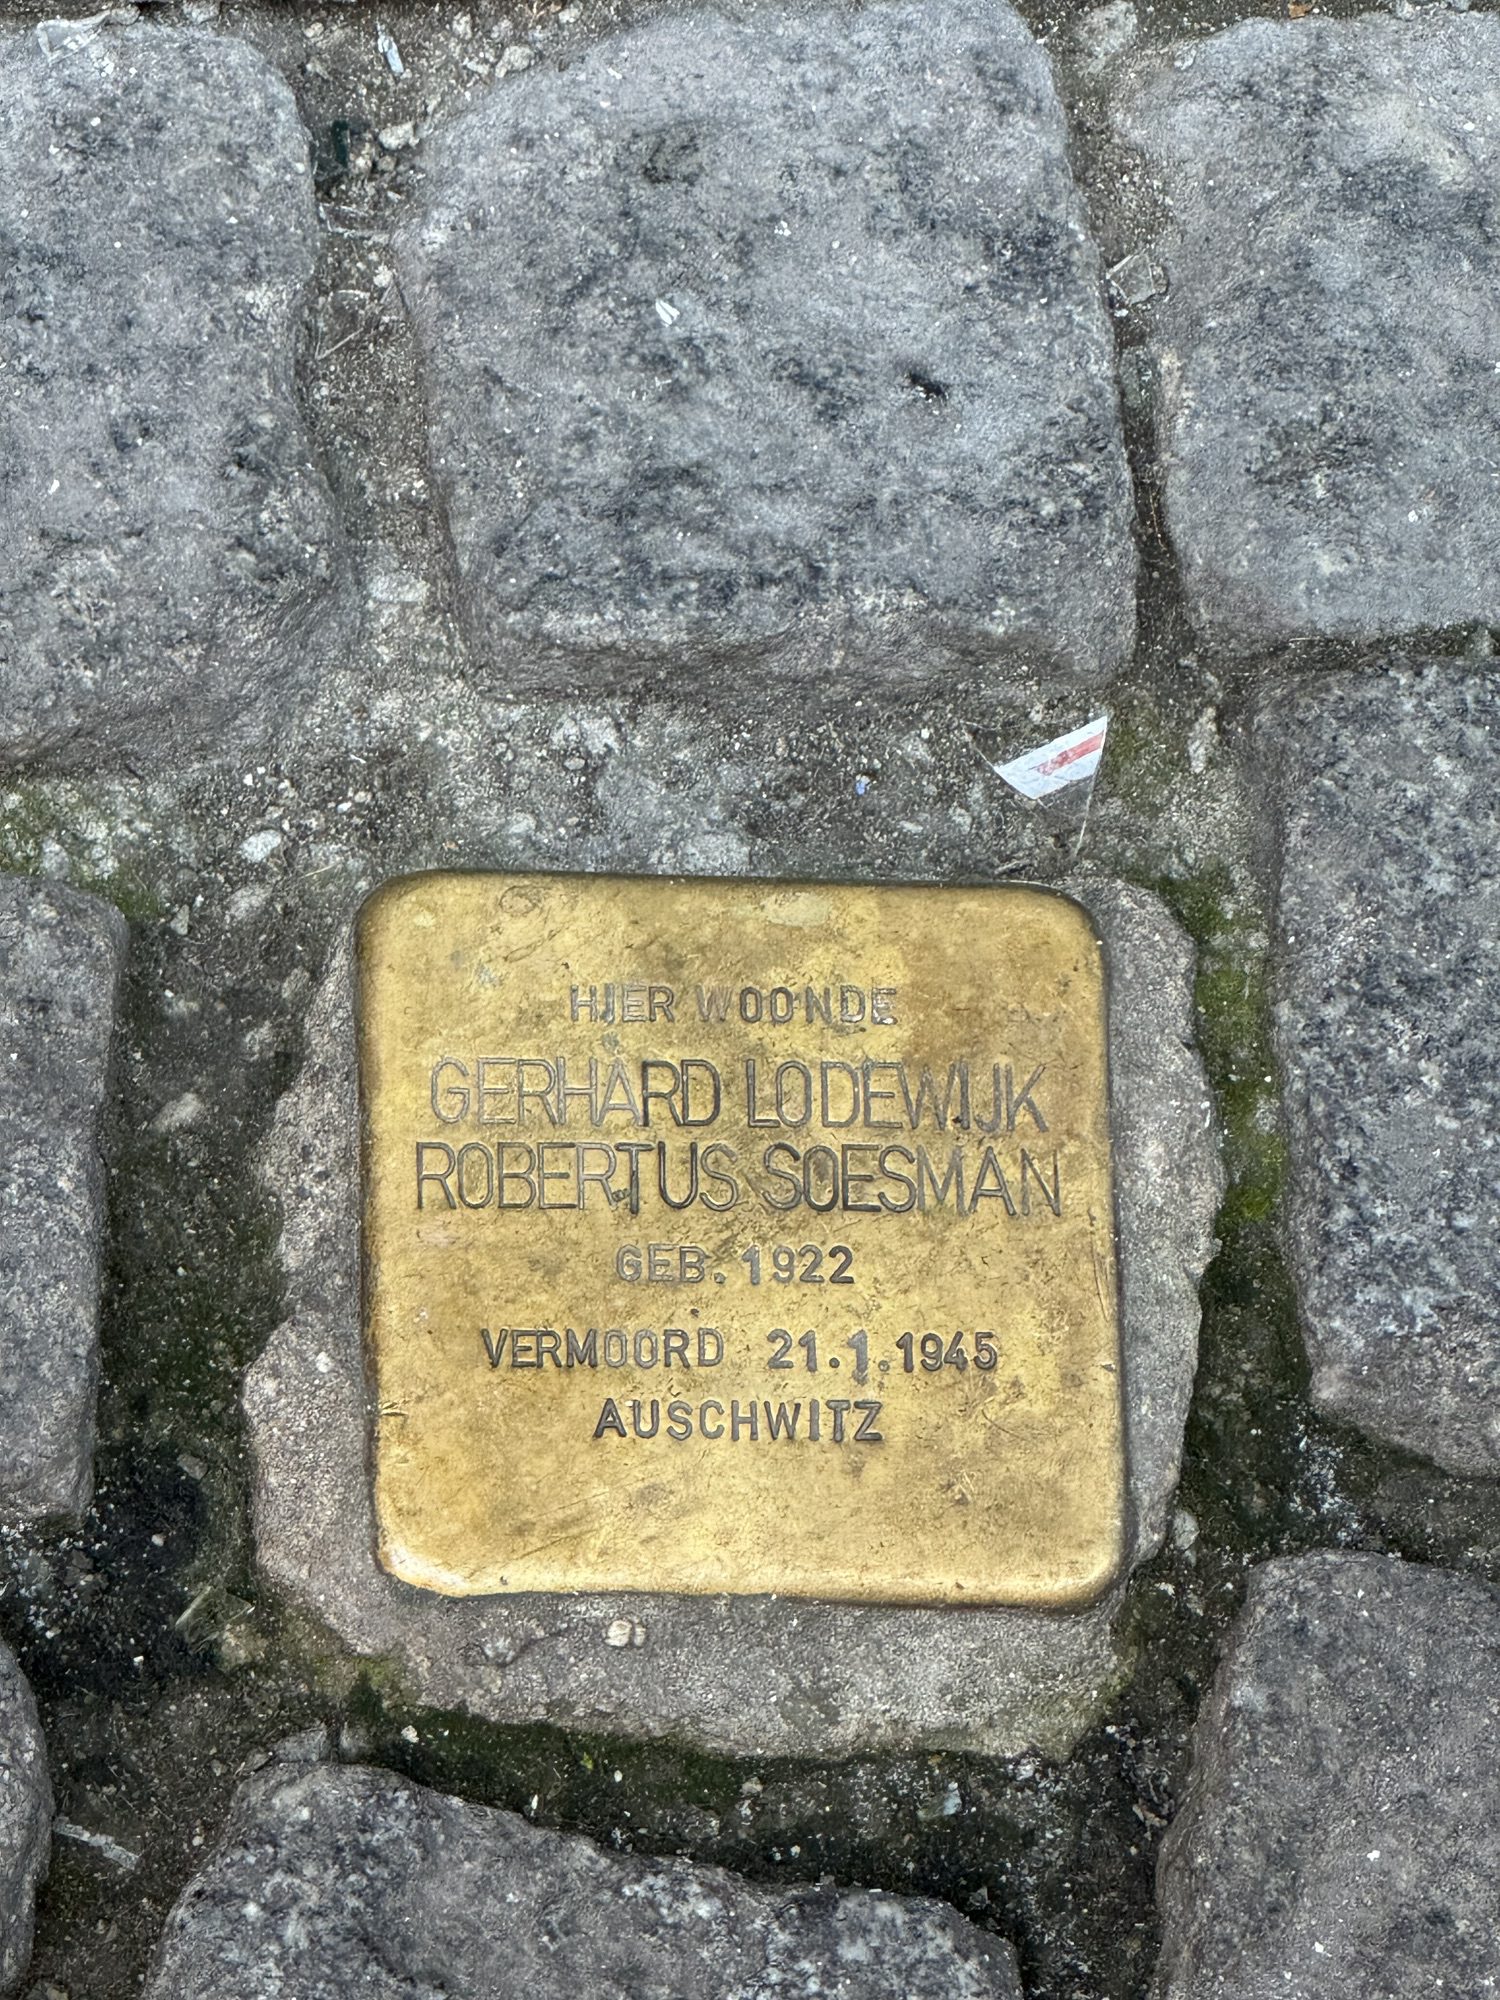 HIER WOONDE
GERHARD LODEWIJK
ROBERTUS SOESMAN
GEB. 1922
VERMOORD 21.1.1945
AUSCHWITZ